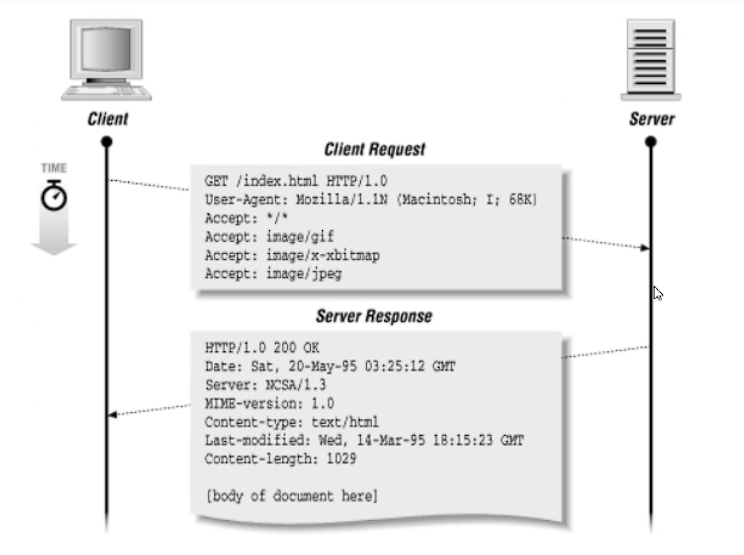 Client
Server
TIME
Client Request
GET /index.html HTTP/1.0
User-Agent: Mozilla/1.1N (Macintosh; I; 68K)
Accept: */*
Accept: image/gif
Accept: image/x-xbitmap
Accept: image/jpeg
Server Response
HTTP/1.0 200 OK
Date: Sat, 20-May-95 03:25:12 GMT
Server: NCSA/1.3
MIME-version: 1.0
Content-type: text/html
Last-modified: Wed, 14-Mar-95 18:15:23 GMT
Content-length: 1029
[body of document here]